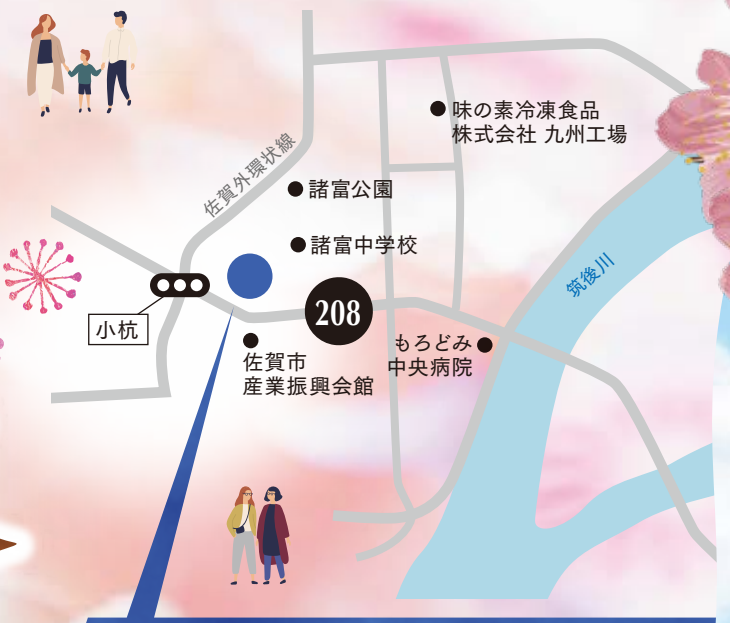 味の素冷凍食品
株式会社 九州工場
佐賀外環状線
諸富公園
諸富中学校
筑後川
208
小杭
もろどみ
中央病院
佐賀市
産業振興会館